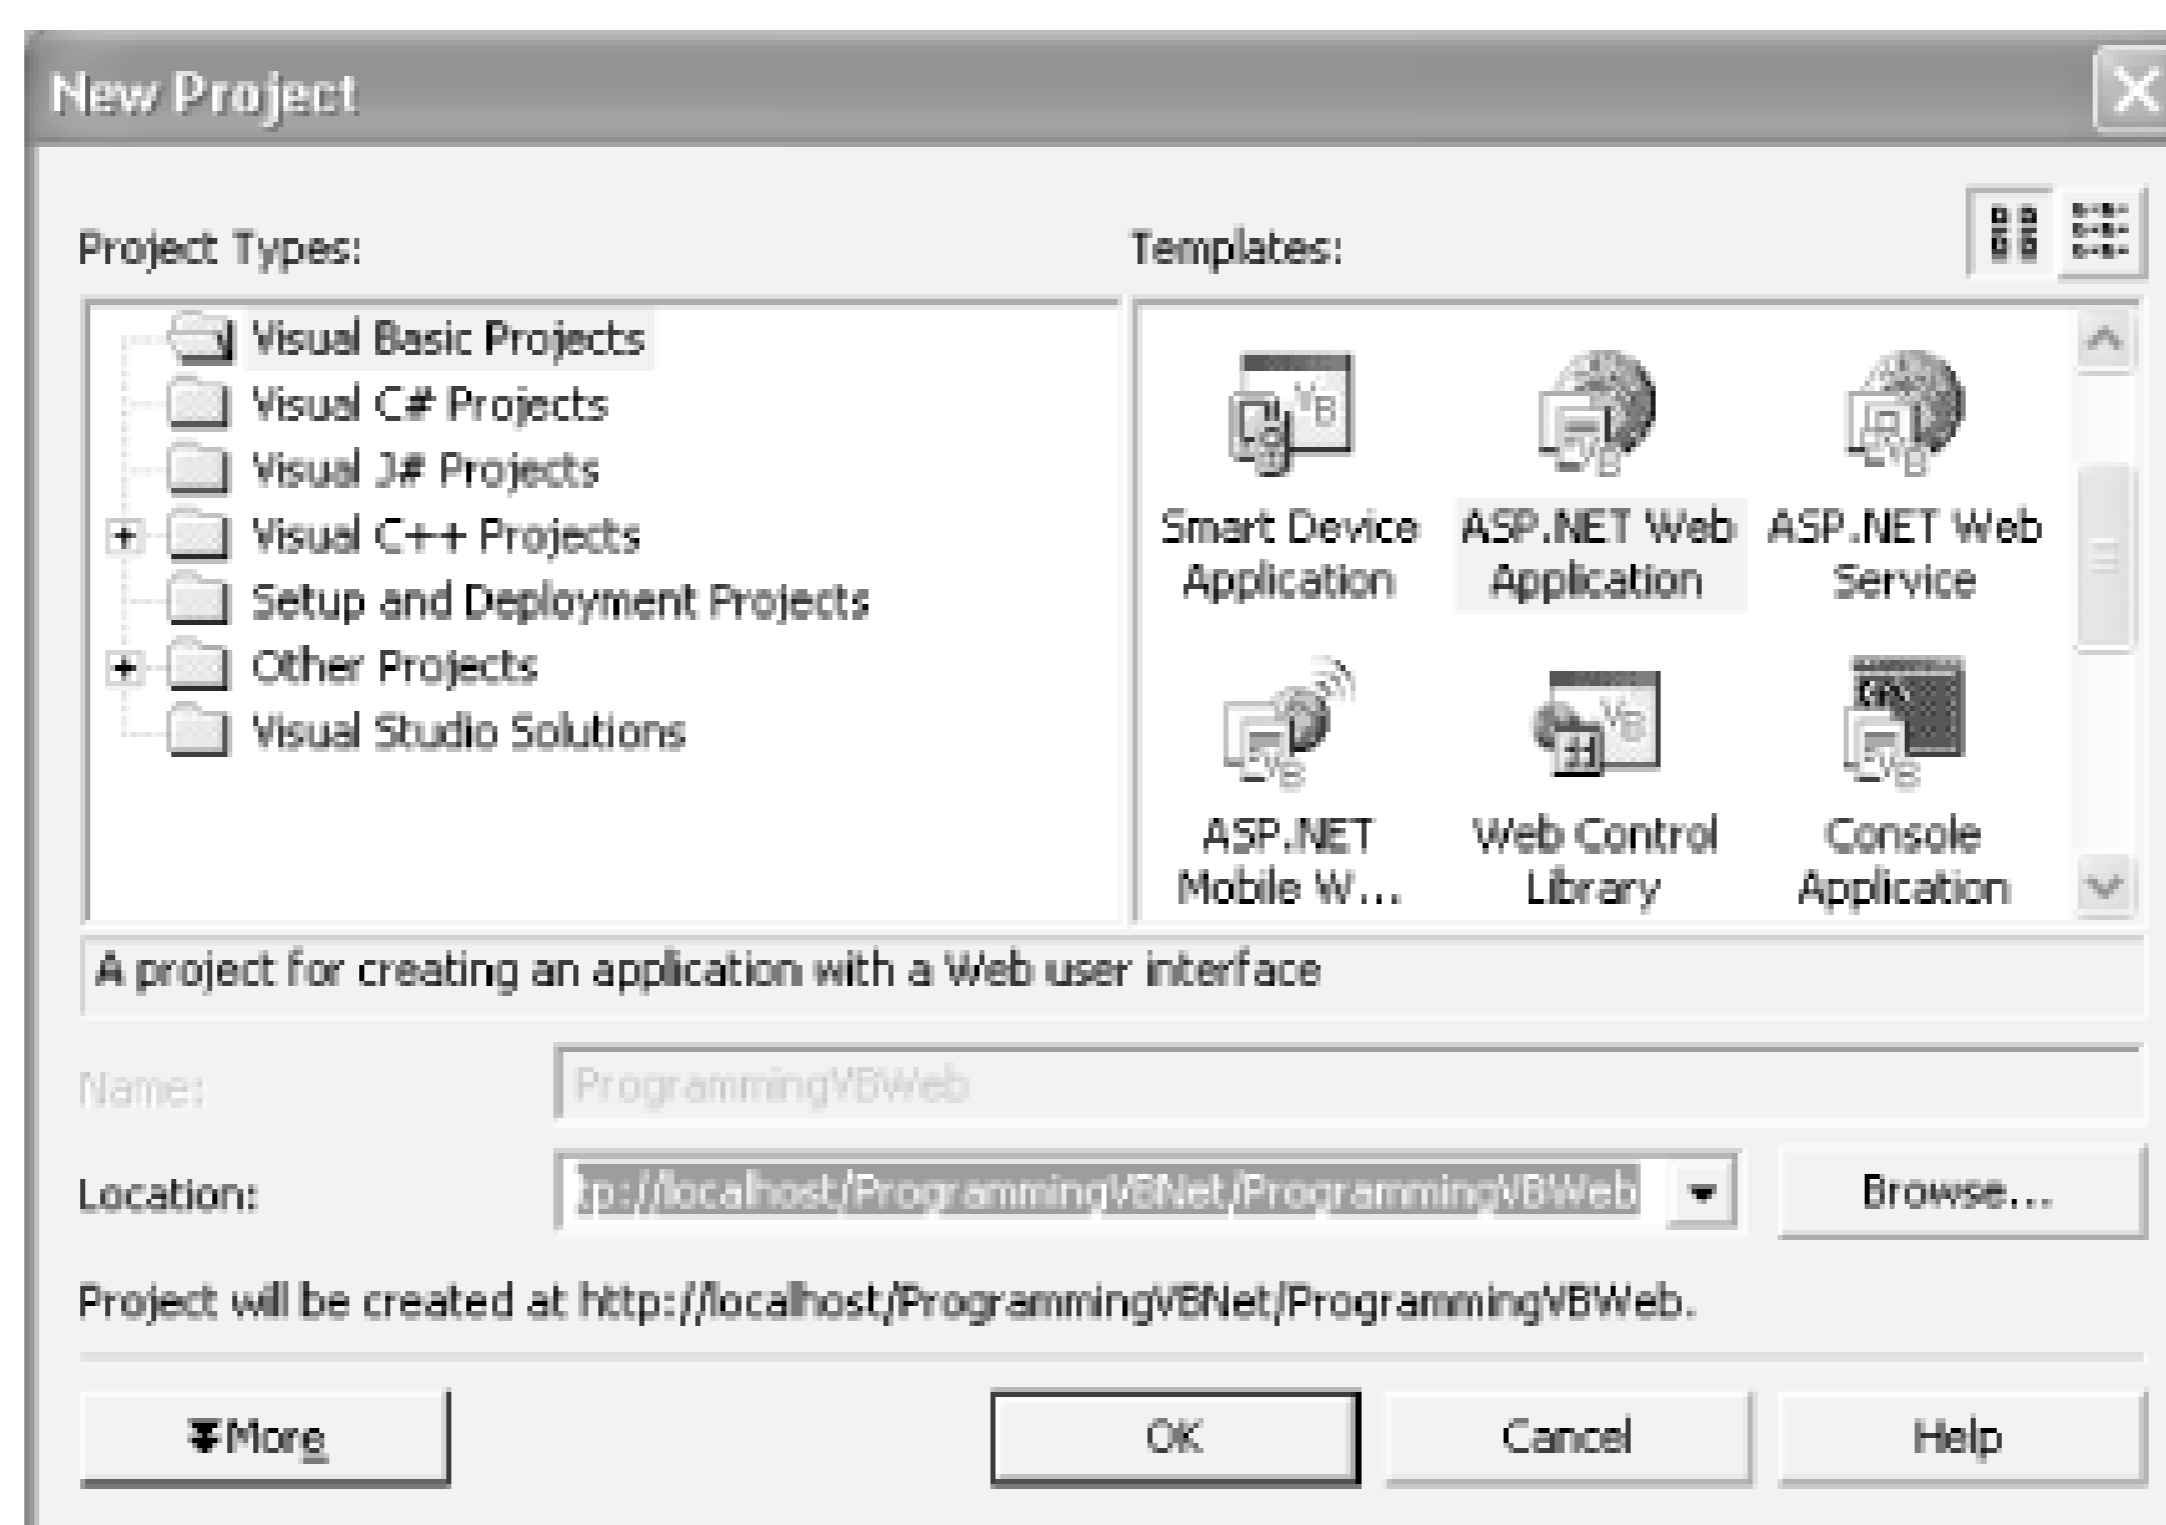 New Project
Project Types:
Templates:
Visual Basic Projects
Visual C# Projects
Visual J# Projects
Visual C++ Projects
Setup and Deployment Projects
Other Projects
Visual Studio Solutions
Smart Device
Application
ASP.NET Web
Application
ASP.NET Web
Service
ASP.NET
Mobile W...
Web Control
Library
Console
Application
A project for creating an application with a Web user interface
Name:
ProgrammingVBWeb
Location:
tp://localhost/ProgrammingVBNet/ProgrammingVBWeb
Browse...
Project will be created at http://localhost/ProgrammingVBNet/ProgrammingVBWeb.
More
OK
Cancel
Help